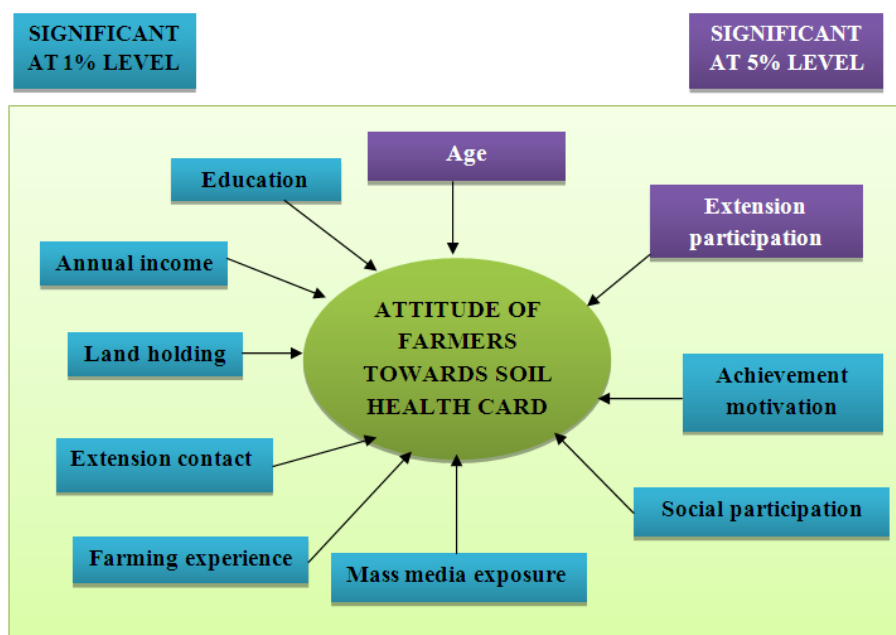 SIGNIFICANT
AT 1% LEVEL
SIGNIFICANT
AT 5% LEVEL
Age
Education
Extension
participation
Annual income
ATTITUDE OF
FARMERS
TOWARDS SOIL
HEALTH CARD
Land holding
Achievement
motivation
Extension contact
Social participation
Farming experience
Mass media exposure